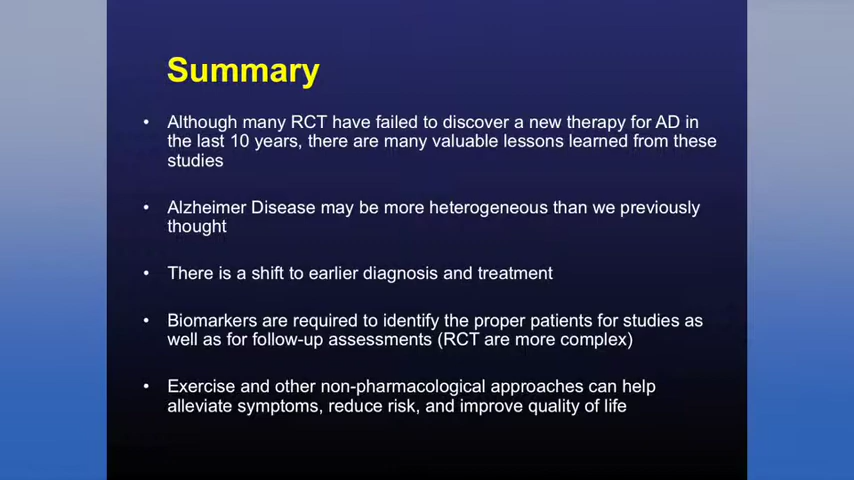 Summary
• Although many RCT have failed to discover a new therapy for AD in
the last 10 years, there are many valuable lessons learned from these
studies
• Alzheimer Disease may be more heterogeneous than we previously
thought
• There is a shift to earlier diagnosis and treatment
• Biomarkers are required to identify the proper patients for studies as
well as for follow-up assessments (RCT are more complex)
• Exercise and other non-pharmacological approaches can help
alleviate symptoms, reduce risk, and improve quality of life